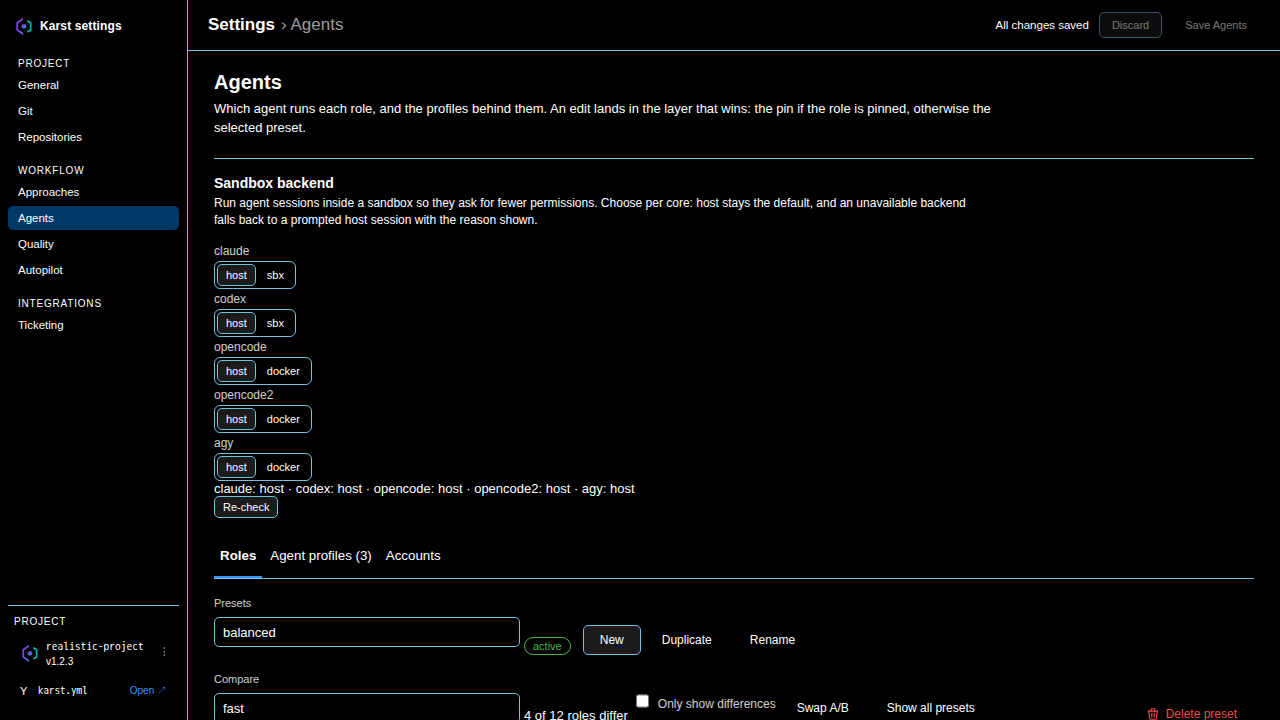 Karst settings
Settings › Agents
All changes saved
Discard
Save Agents
PROJECT
General
Git
Repositories
WORKFLOW
Approaches
Agents
Quality
Autopilot
INTEGRATIONS
Ticketing
PROJECT
realistic-project
v1.2.3
⋮
Y karst.yml
Open ↗
Agents
Which agent runs each role, and the profiles behind them. An edit lands in the layer that wins: the pin if the role is pinned, otherwise the
selected preset.
Sandbox backend
Run agent sessions inside a sandbox so they ask for fewer permissions. Choose per core: host stays the default, and an unavailable backend
falls back to a prompted host session with the reason shown.
claude
host sbx
codex
host sbx
opencode
host docker
opencode2
host docker
agy
host docker
claude: host · codex: host · opencode: host · opencode2: host · agy: host
Re-check
Roles Agent profiles (3) Accounts
Presets
balanced active New Duplicate Rename
Compare
fast 4 of 12 roles differ Only show differences Swap A/B Show all presets Delete preset